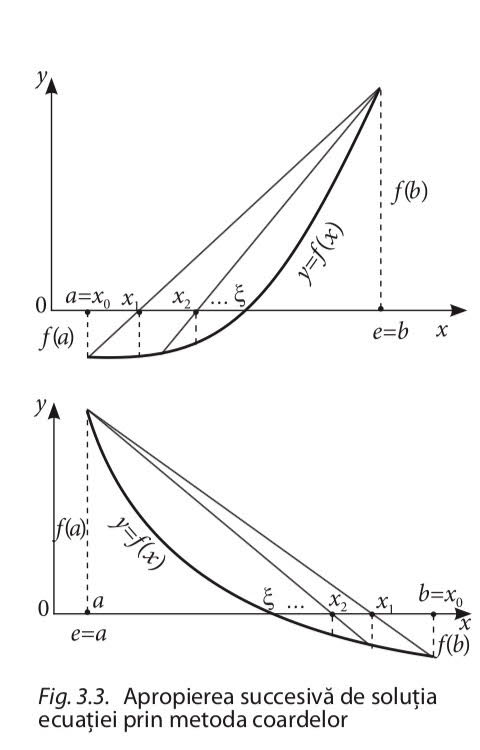 y
f(b)
y=f(x)
0 a=x₀ x₁ x₂ ... ξ
f(a)
e=b x
y
f(a)
y=f(x)
0 a ξ ... x₂ x₁ b=x₀
x
e=a f(b)
Fig. 3.3. Apropierea succesivă de soluția
ecuației prin metoda coardelor